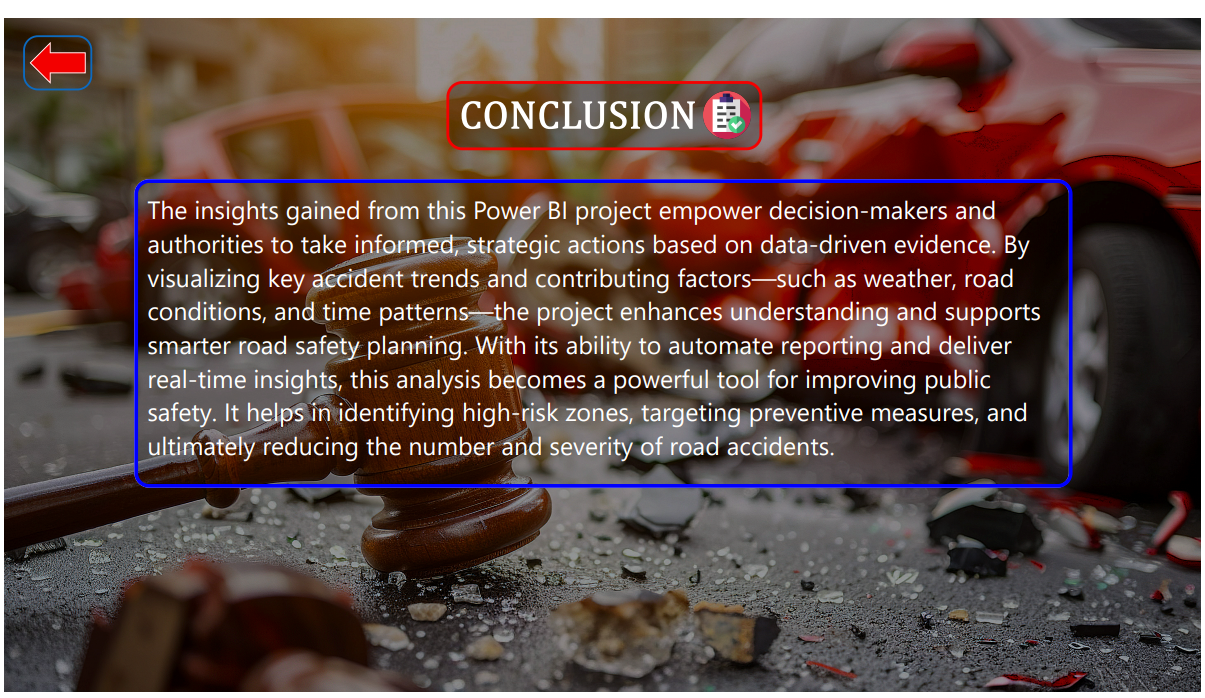 CONCLUSION
The insights gained from this Power BI project empower decision-makers and
authorities to take informed, strategic actions based on data-driven evidence. By
visualizing key accident trends and contributing factors—such as weather, road
conditions, and time patterns—the project enhances understanding and supports
smarter road safety planning. With its ability to automate reporting and deliver
real-time insights, this analysis becomes a powerful tool for improving public
safety. It helps in identifying high-risk zones, targeting preventive measures, and
ultimately reducing the number and severity of road accidents.